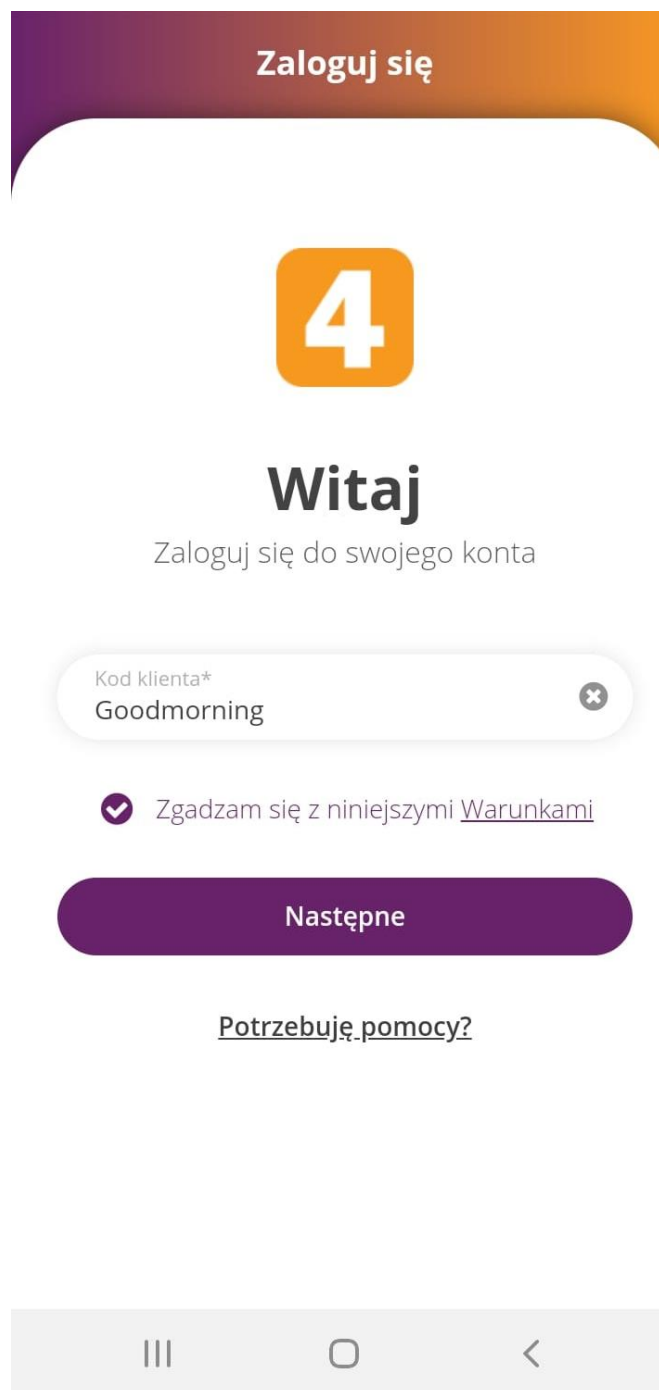 Zaloguj się
4
Witaj
Zaloguj się do swojego konta
Kod klienta*
Goodmorning
Zgadzam się z niniejszymi Warunkami
Następne
Potrzebuję pomocy?